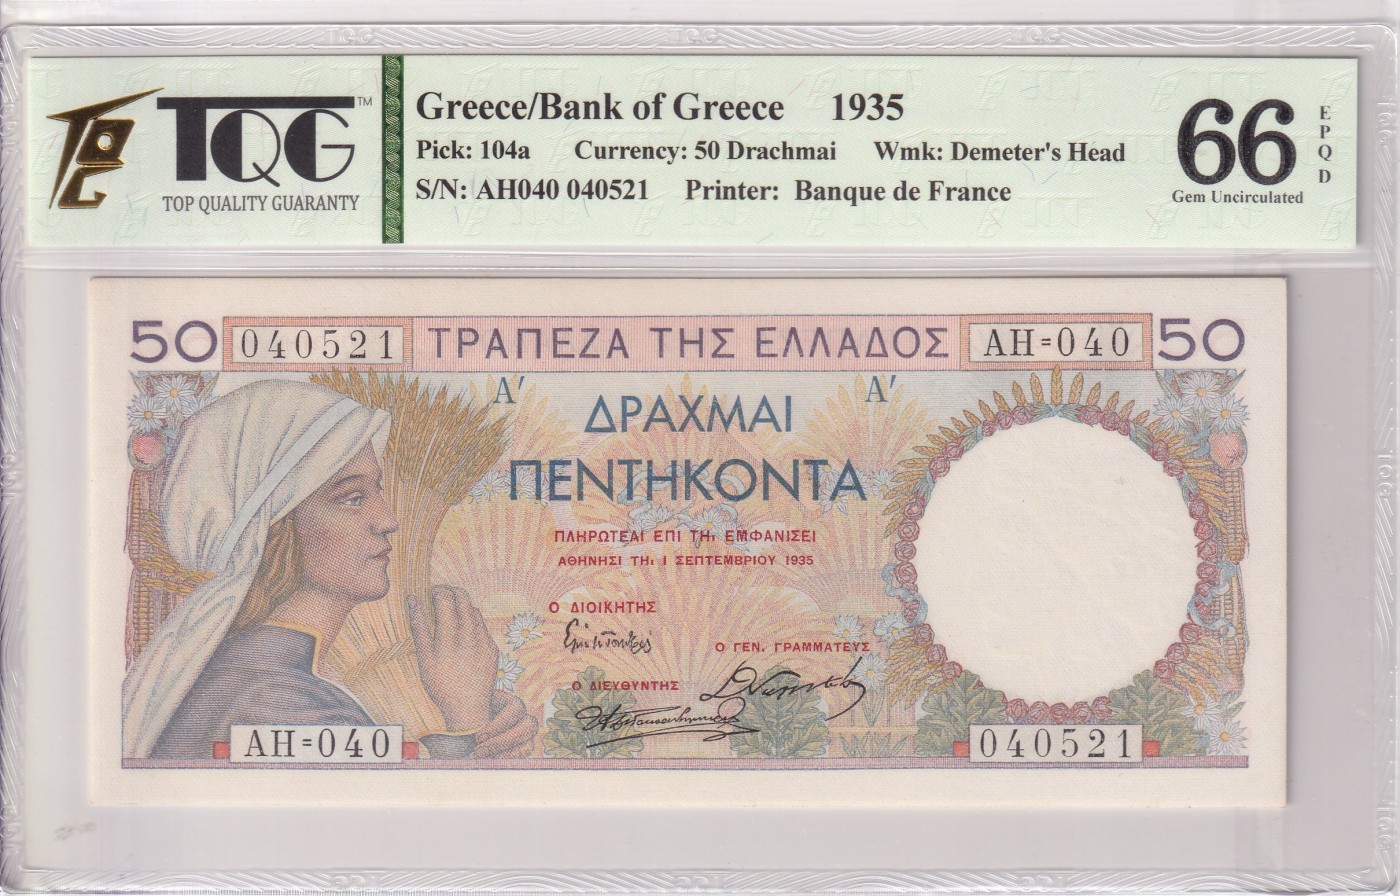 TQG™
TOP QUALITY GUARANTY
Greece/Bank of Greece 1935
Pick: 104a Currency: 50 Drachmai Wmk: Demeter's Head
S/N: AH040 040521 Printer: Banque de France
66
EPQD
Gem Uncirculated
50 040521 ΤΡΑΠΕΖΑ ΤΗΣ ΕΛΛΑΔΟΣ ΑΗ=040 50
Α′ Α′
ΔΡΑΧΜΑΙ
ΠΕΝΤΗΚΟΝΤΑ
ΠΛΗΡΩΤΕΑΙ ΕΠΙ ΤΗι ΕΜΦΑΝΙΣΕΙ
ΑΘΗΝΗΣΙ ΤΗι 1 ΣΕΠΤΕΜΒΡΙΟΥ 1935
Ο ΔΙΟΙΚΗΤΗΣ
Ο ΓΕΝ. ΓΡΑΜΜΑΤΕΥΣ
Ο ΔΙΕΥΘΥΝΤΗΣ
ΑΗ=040 040521